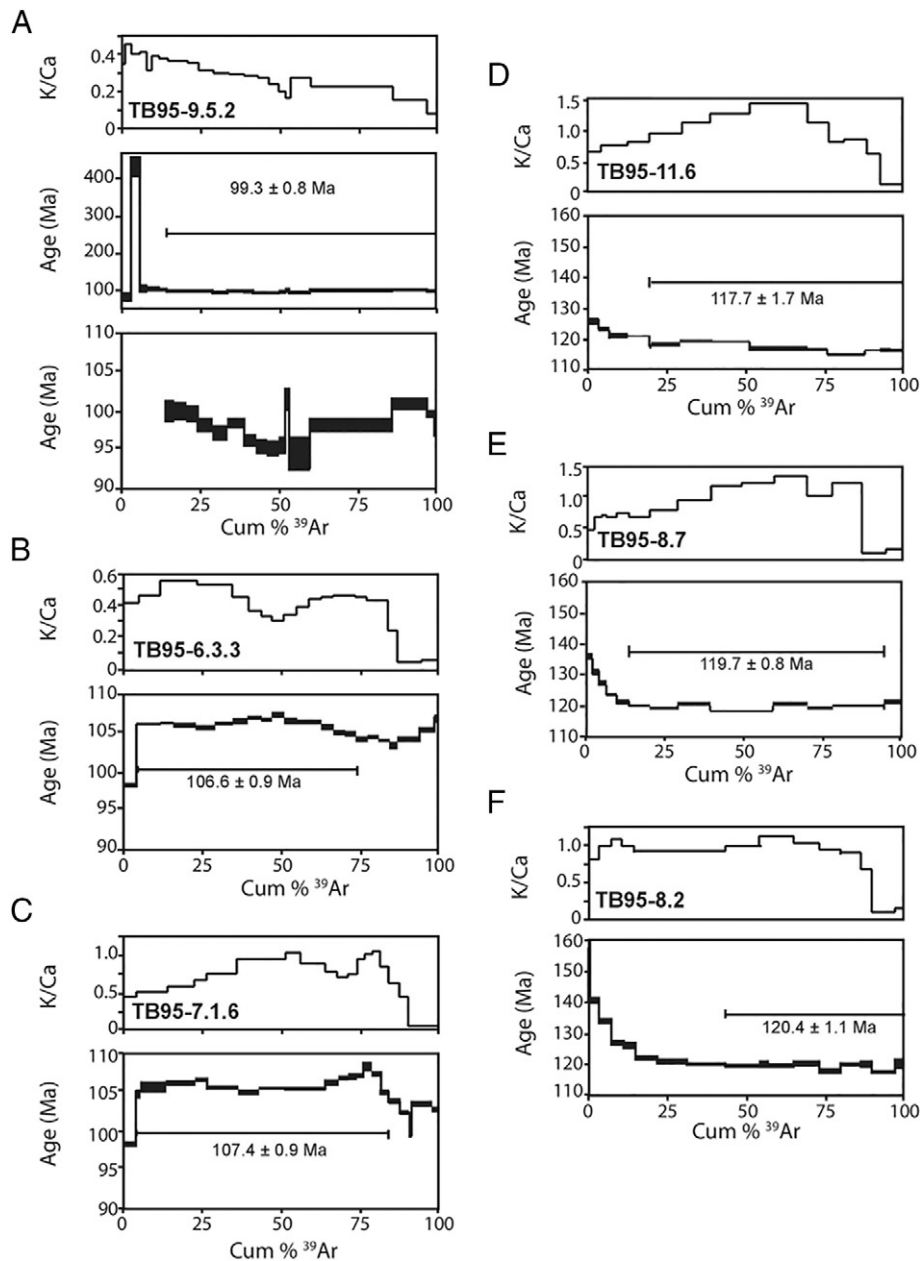 A
K/Ca
0.4
0.2
0
TB95-9.5.2
Age (Ma)
400
300
200
100
99.3 ± 0.8 Ma
Age (Ma)
110
105
100
95
90
0 25 50 75 100
Cum % ³⁹Ar
B
K/Ca
0.6
0.4
0.2
0
TB95-6.3.3
Age (Ma)
110
105
100
95
90
106.6 ± 0.9 Ma
0 25 50 75 100
Cum % ³⁹Ar
C
K/Ca
1.0
0.5
0
TB95-7.1.6
Age (Ma)
110
105
100
95
90
107.4 ± 0.9 Ma
0 25 50 75 100
Cum % ³⁹Ar
D
K/Ca
1.5
1.0
0.5
0
TB95-11.6
Age (Ma)
160
150
140
130
120
110
117.7 ± 1.7 Ma
0 25 50 75 100
Cum % ³⁹Ar
E
K/Ca
1.5
1.0
0.5
0
TB95-8.7
Age (Ma)
160
150
140
130
120
110
119.7 ± 0.8 Ma
0 25 50 75 100
Cum % ³⁹Ar
F
K/Ca
1.0
0.5
0
TB95-8.2
Age (Ma)
160
150
140
130
120
110
120.4 ± 1.1 Ma
0 25 50 75 100
Cum % ³⁹Ar